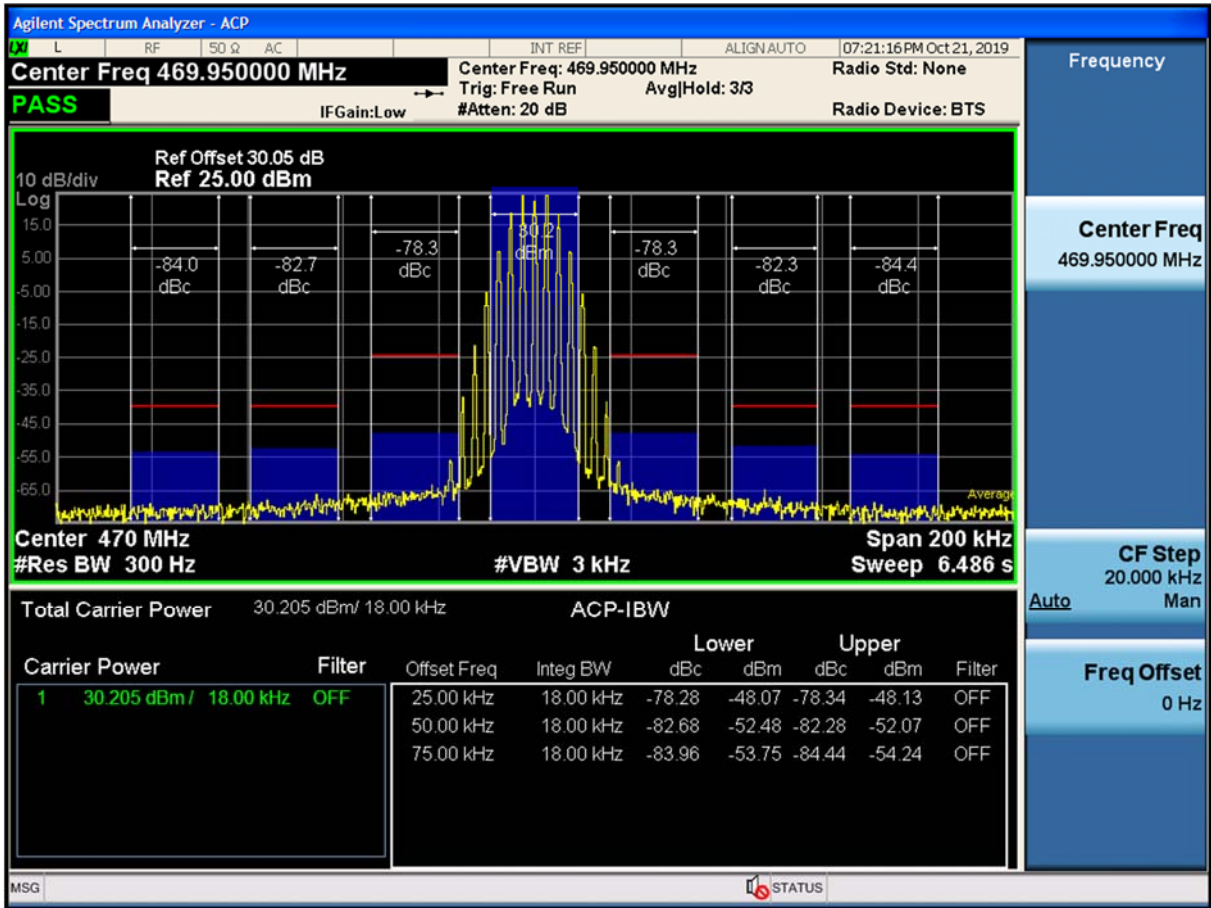 Agilent Spectrum Analyzer - ACP
LXI L RF 50 Ω AC INT REF ALIGN AUTO 07:21:16 PM Oct 21, 2019
Center Freq 469.950000 MHz
PASS
IFGain:Low
Center Freq: 469.950000 MHz
Trig: Free Run Avg|Hold: 3/3
#Atten: 20 dB
Radio Std: None
Radio Device: BTS
Ref Offset 30.05 dB
10 dB/div Ref 25.00 dBm
Log
15.0
5.00
-5.00
-15.0
-25.0
-35.0
-45.0
-55.0
-65.0
-84.0
dBc
-82.7
dBc
-78.3
dBc
30.2
dBm
-78.3
dBc
-82.3
dBc
-84.4
dBc
Average
Center 470 MHz Span 200 kHz
#Res BW 300 Hz #VBW 3 kHz Sweep 6.486 s
Total Carrier Power 30.205 dBm/ 18.00 kHz ACP-IBW
Lower Upper
Carrier Power Filter
1 30.205 dBm / 18.00 kHz OFF
Offset Freq Integ BW dBc dBm dBc dBm Filter
25.00 kHz 18.00 kHz -78.28 -48.07 -78.34 -48.13 OFF
50.00 kHz 18.00 kHz -82.68 -52.48 -82.28 -52.07 OFF
75.00 kHz 18.00 kHz -83.96 -53.75 -84.44 -54.24 OFF
Frequency
Center Freq
469.950000 MHz
CF Step
20.000 kHz
Auto Man
Freq Offset
0 Hz
MSG STATUS